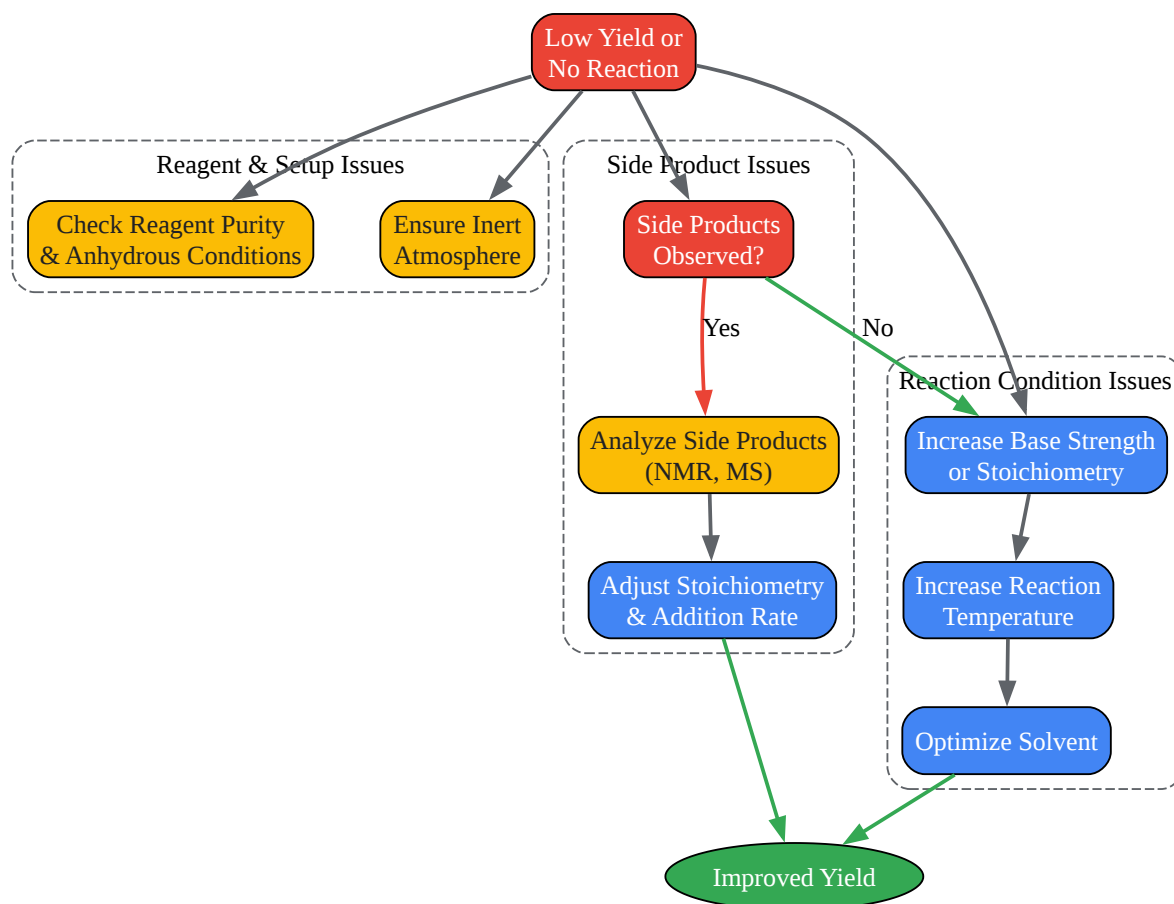 Low Yield or
No Reaction
Reagent & Setup Issues
Side Product Issues
Check Reagent Purity
& Anhydrous Conditions
Ensure Inert
Atmosphere
Side Products
Observed?
Yes
No
Reaction Condition Issues
Analyze Side Products
(NMR, MS)
Increase Base Strength
or Stoichiometry
Adjust Stoichiometry
& Addition Rate
Increase Reaction
Temperature
Optimize Solvent
Improved Yield